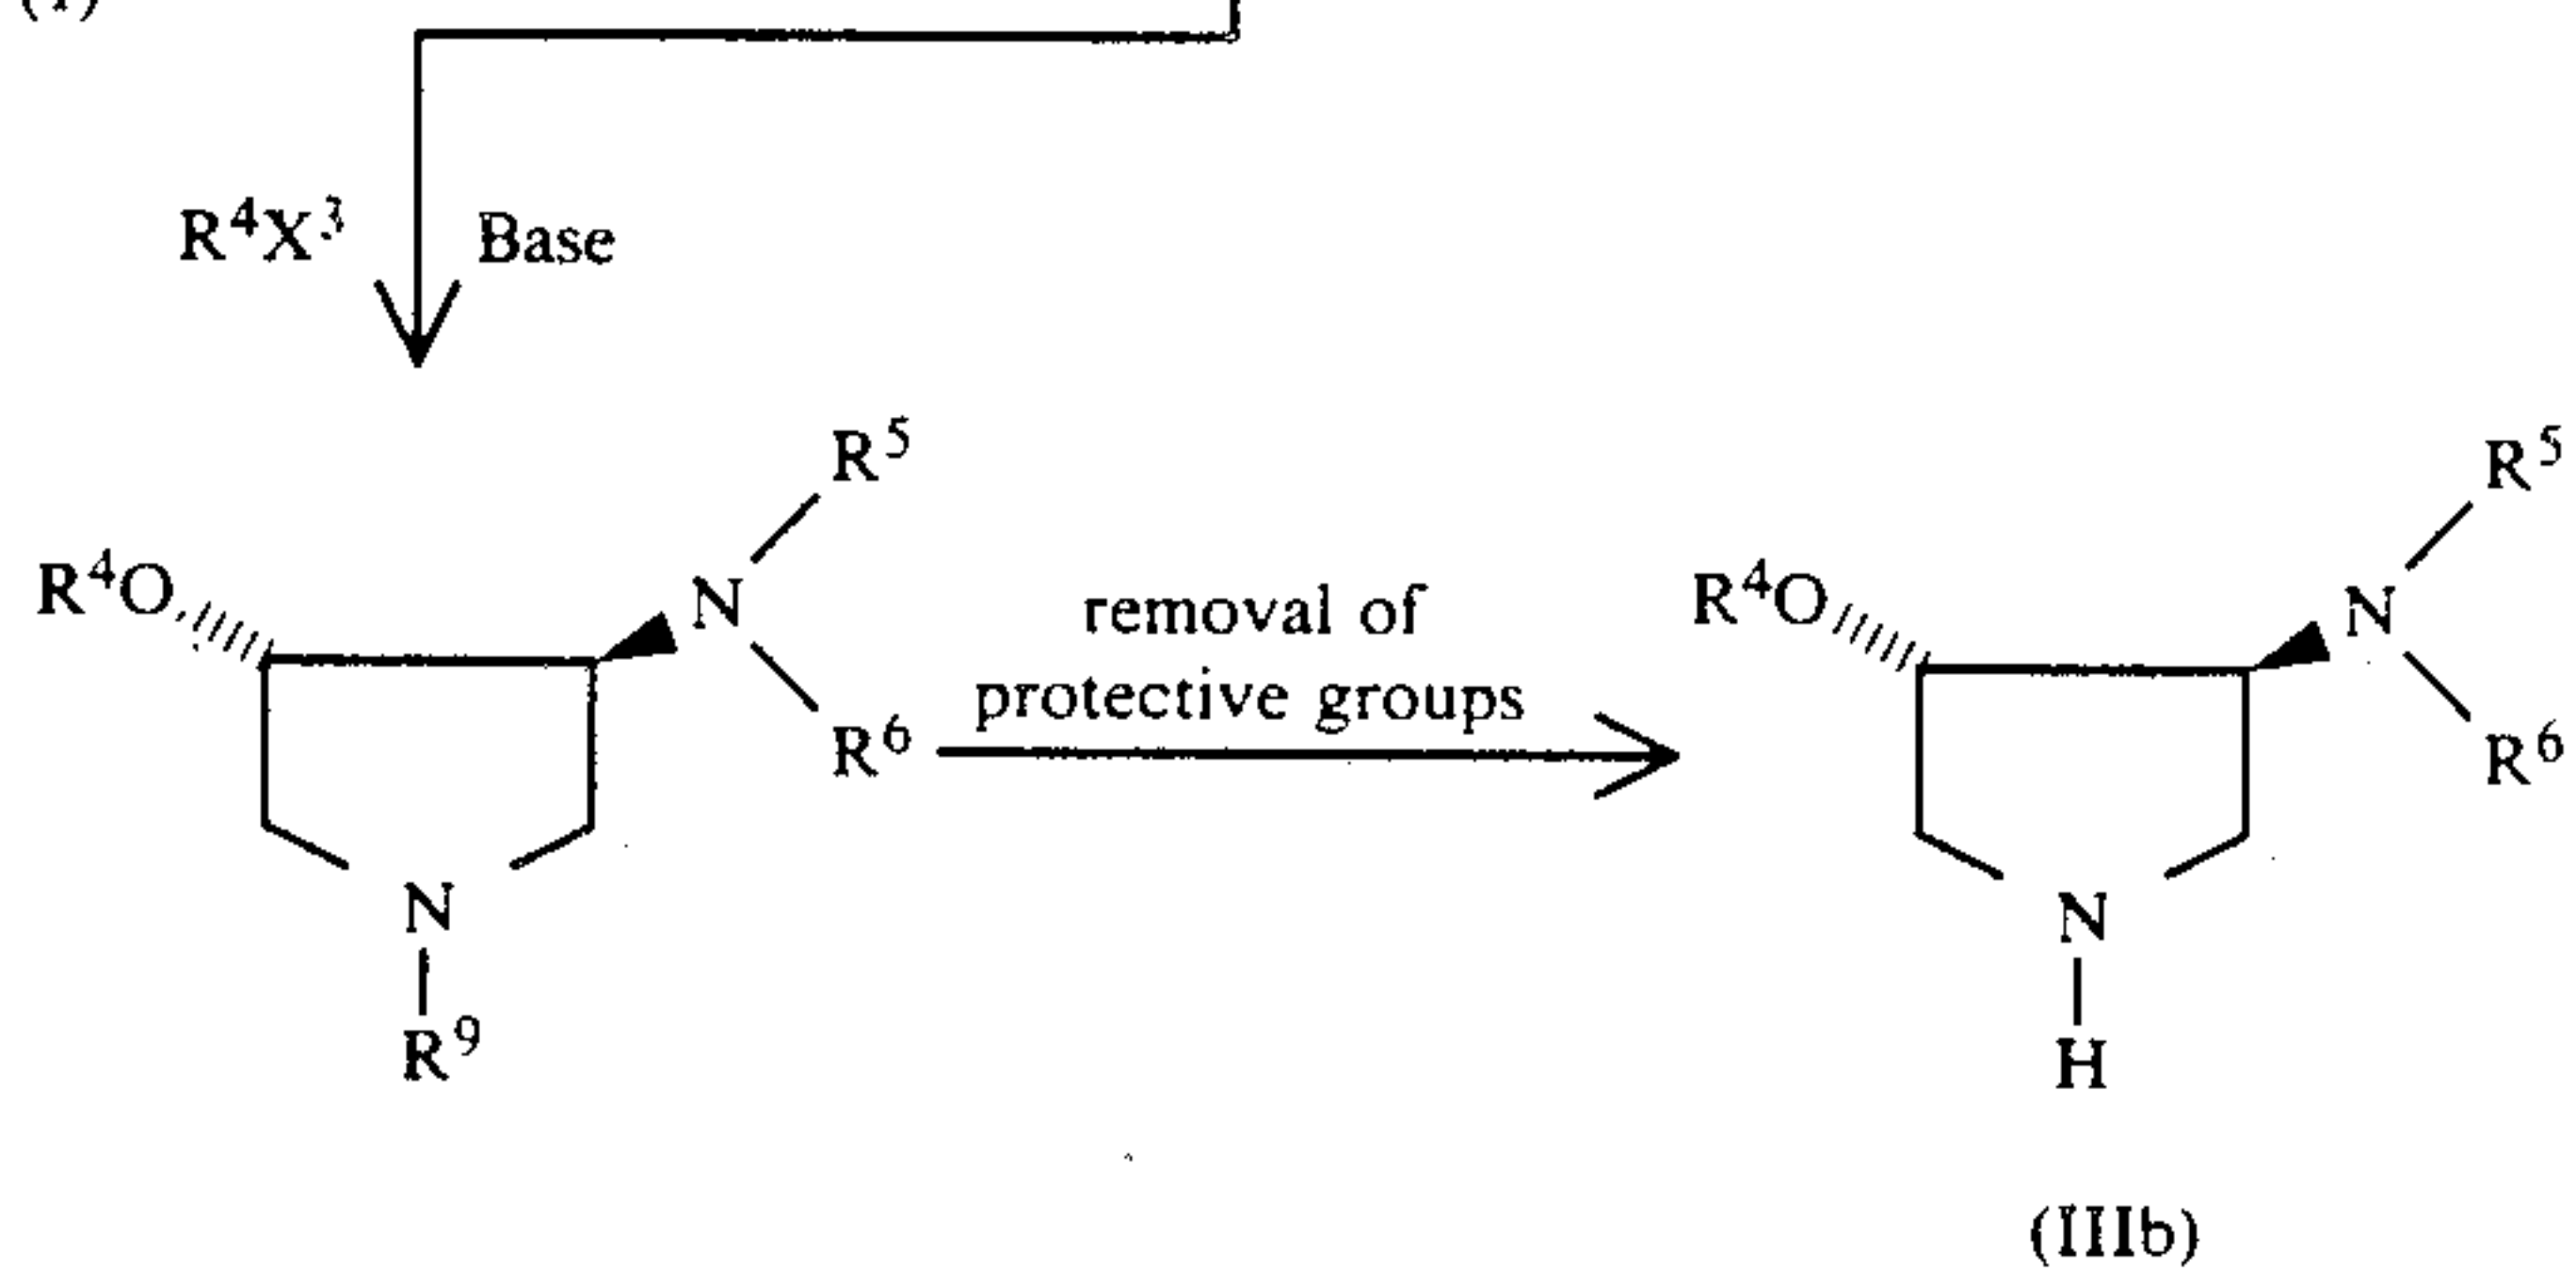 R⁴X³ Base
R⁵
R⁴O N
R⁶
N
R⁹
removal of
protective groups
R⁵
R⁴O N
R⁶
N
H
(IIIb)